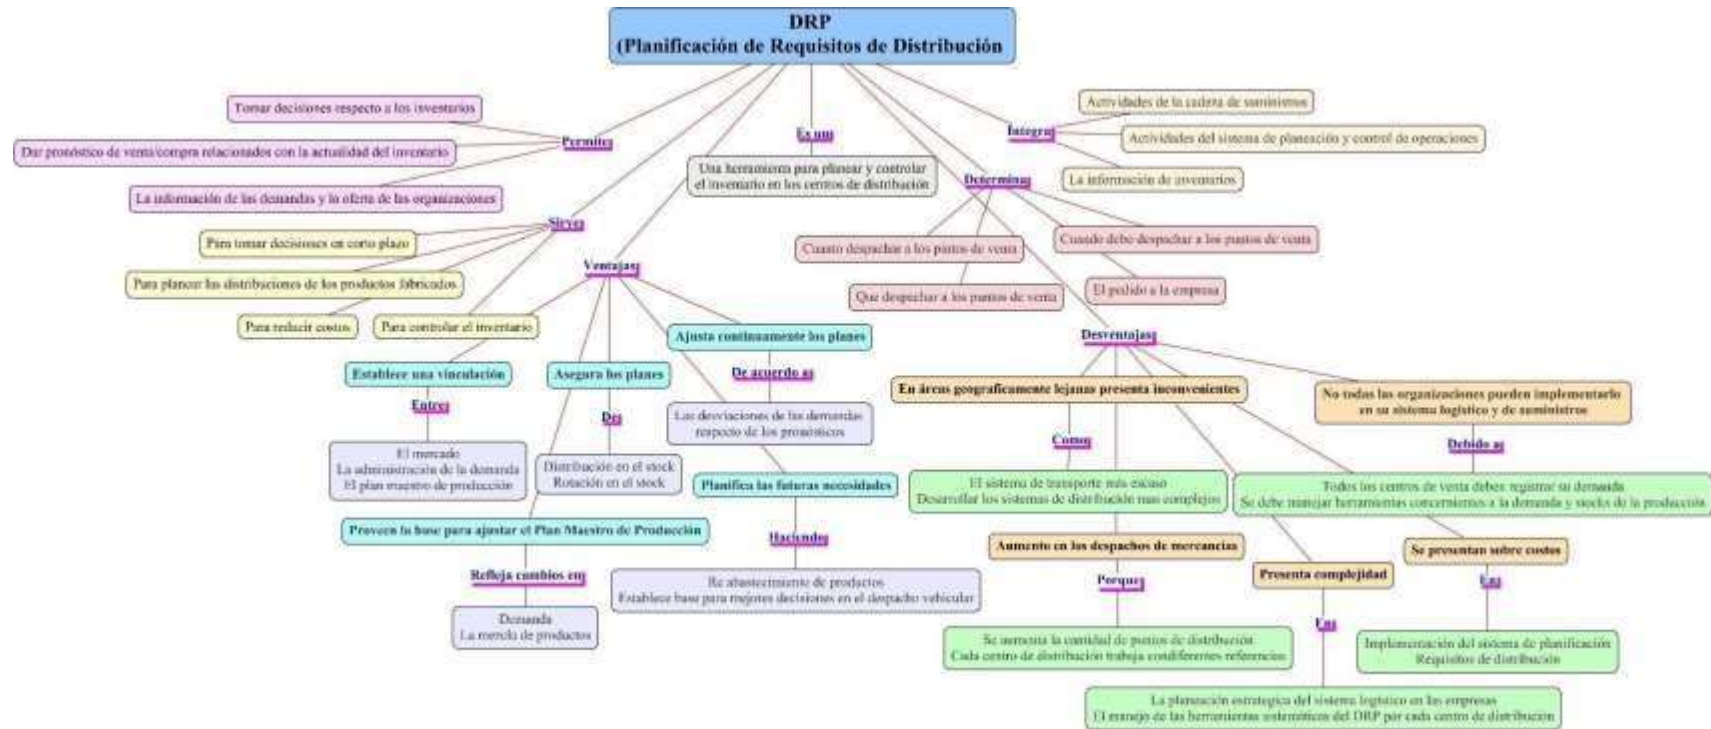 DRP
(Planificación de Requisitos de Distribución
Permite:
Tomar decisiones respecto a los inventarios
Dar pronóstico de venta/compra relacionados con la actualidad del inventario
La información de las demandas y la oferta de las organizaciones
Sirve:
Para tomar decisiones en corto plazo
Para planear las distribuciones de los productos fabricados
Para reducir costos
Para controlar el inventario
Ventajas:
Establece una vinculación
Entre:
El mercado
La administración de la demanda
El plan maestro de producción
Proveen la base para ajustar el Plan Maestro de Producción
Refleja cambios en:
Demanda
La mezcla de productos
Asegura los planes
De:
Distribución en el stock
Rotación en el stock
Ajusta continuamente los planes
De acuerdo a:
Las desviaciones de las demandas
respecto de los pronósticos
Planifica las futuras necesidades
Haciendo:
Re abastecimiento de productos
Establece base para mejores decisiones en el despacho vehicular
Es un:
Una herramienta para planear y controlar
el inventario en los centros de distribución
Integra:
Actividades de la cadena de suministros
Actividades del sistema de planeación y control de operaciones
La información de inventarios
Determina:
Cuanto despachar a los puntos de venta
Que despachar a los puntos de venta
Cuando debe despachar a los puntos de venta
El pedido a la empresa
Desventajas:
En áreas geograficamente lejanas presenta inconvenientes
Como:
El sistema de transporte más escaso
Desarrollar los sistemas de distribución mas complejos
Aumento en los despachos de mercancías
Porque:
Se aumenta la cantidad de puntos de distribución
Cada centro de distribución trabaja condiferentes referencias
Presenta complejidad
En:
La planeación estrategica del sistema logístico en las empresas
El manejo de las herramientas sistemáticas del DRP por cada centro de distribución
Se presentan sobre costos
En:
Implementación del sistema de planificación
Requisitos de distribución
No todas las organizaciones pueden implementarlo
en su sistema logístico y de suministros
Debido a:
Todos los centros de venta deben registrar su demanda
Se debe manejar herramientas concernientes a la demanda y stocks de la producción